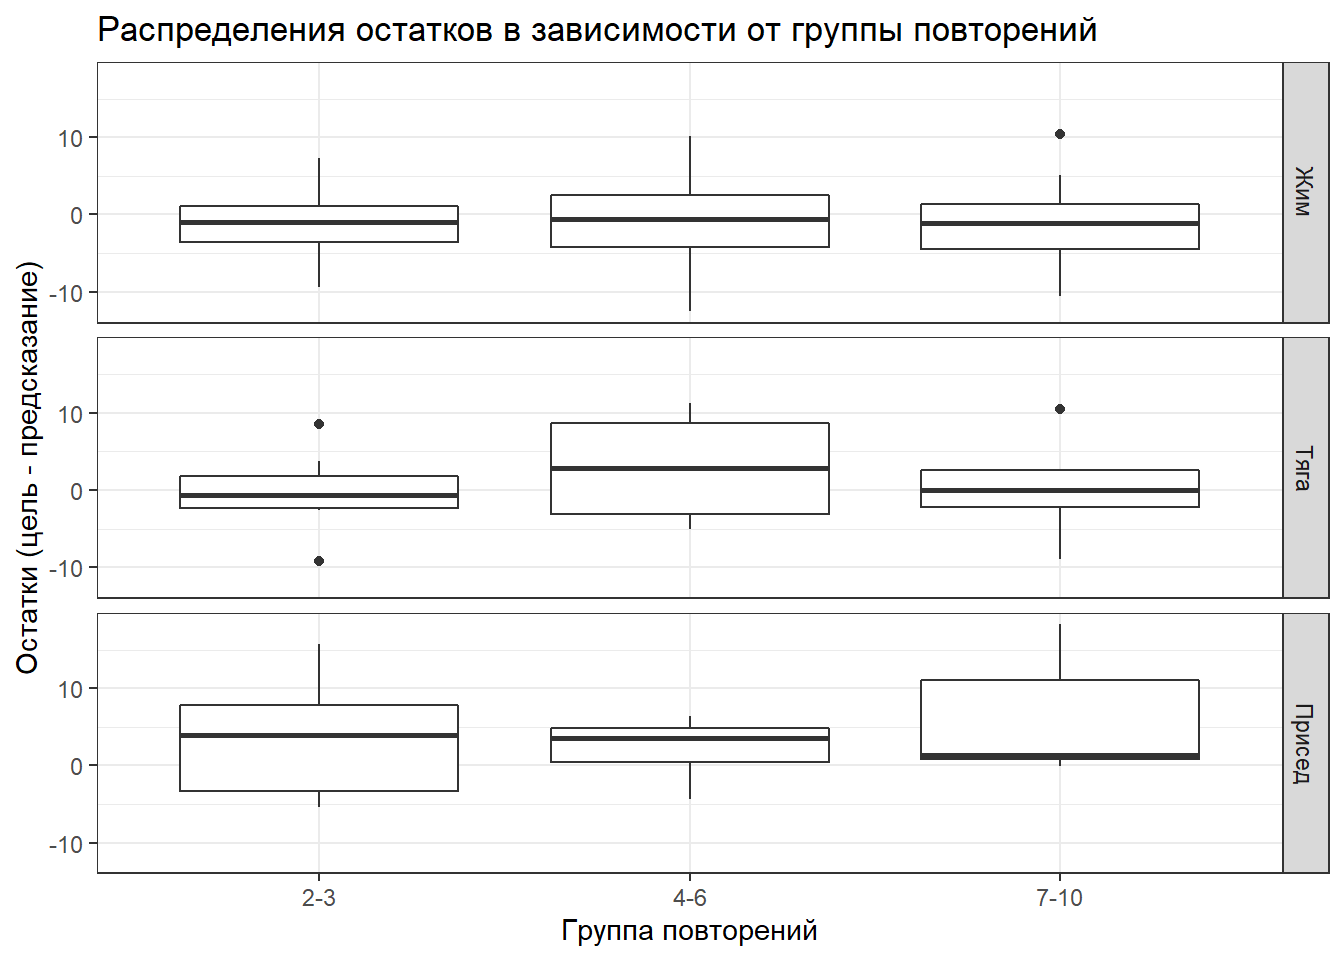 Распределения остатков в зависимости от группы повторений
Остатки (цель - предсказание)
10
0
-10
Жим
10
0
-10
Тяга
10
0
-10
Присед
2-3
4-6
7-10
Группа повторений